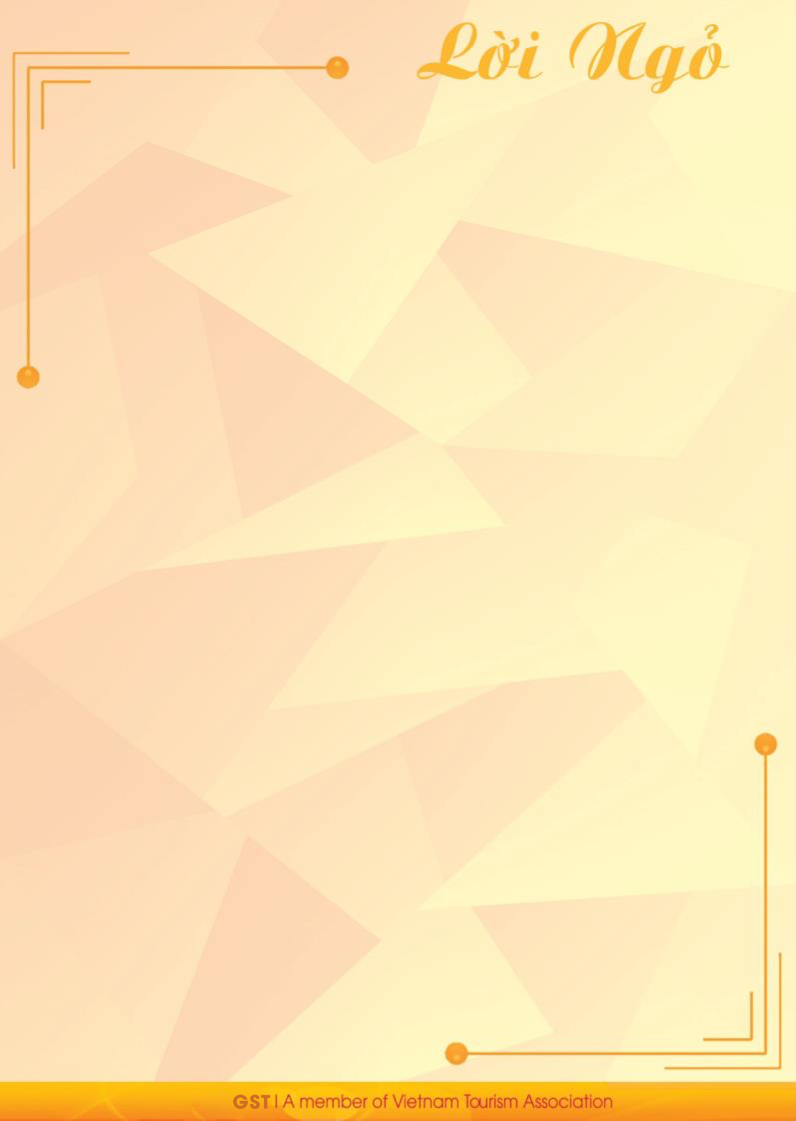 Lời Ngỏ
GST | A member of Vietnam Tourism Association